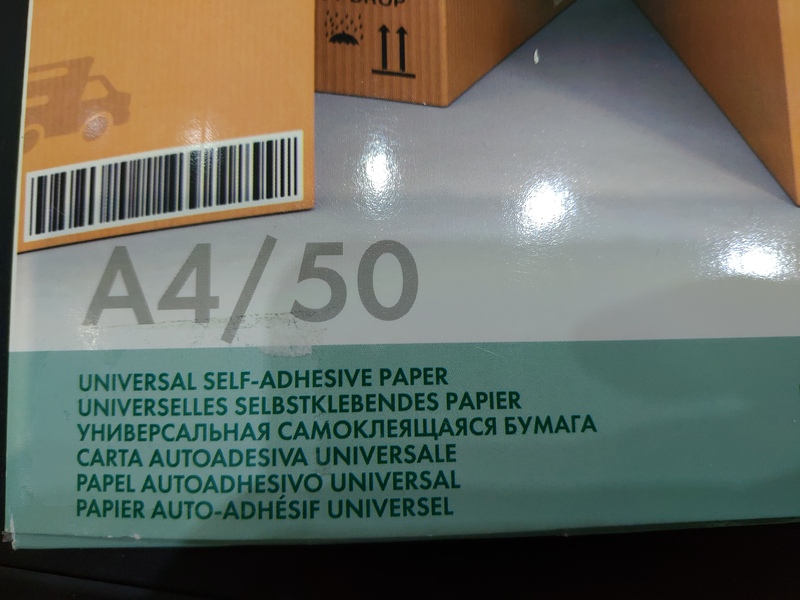 DROP
A4/50
UNIVERSAL SELF-ADHESIVE PAPER
UNIVERSELLES SELBSTKLEBENDES PAPIER
УНИВЕРСАЛЬНАЯ САМОКЛЕЯЩАЯСЯ БУМАГА
CARTA AUTOADESIVA UNIVERSALE
PAPEL AUTOADHESIVO UNIVERSAL
PAPIER AUTO-ADHÉSIF UNIVERSEL